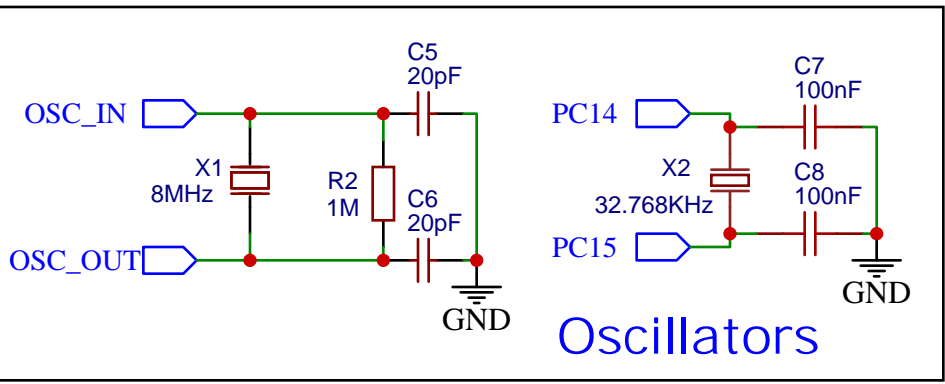 C5
20pF
OSC_IN
X1
8MHz
R2
1M
C6
20pF
OSC_OUT
GND
C7
100nF
PC14
X2
32.768KHz
C8
100nF
PC15
GND
Oscillators